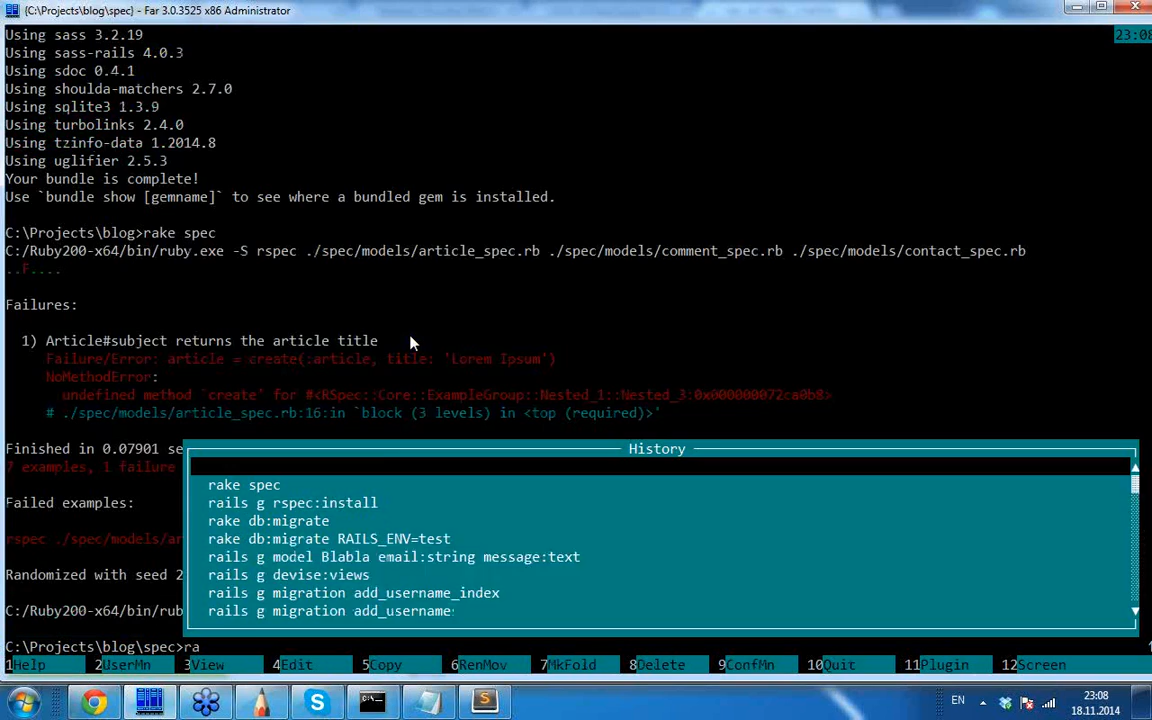 {C:\Projects\blog\spec} - Far 3.0.3525 x86 Administrator
23:08
Using sass 3.2.19
Using sass-rails 4.0.3
Using sdoc 0.4.1
Using shoulda-matchers 2.7.0
Using sqlite3 1.3.9
Using turbolinks 2.4.0
Using tzinfo-data 1.2014.8
Using uglifier 2.5.3
Your bundle is complete!
Use `bundle show [gemname]` to see where a bundled gem is installed.
C:\Projects\blog>rake spec
C:/Ruby200-x64/bin/ruby.exe -S rspec ./spec/models/article_spec.rb ./spec/models/comment_spec.rb ./spec/models/contact_spec.rb
..F....
Failures:
1) Article#subject returns the article title
Failure/Error: article = create(:article, title: 'Lorem Ipsum')
NoMethodError:
undefined method `create' for #<RSpec::Core::ExampleGroup::Nested_1::Nested_3:0x000000072ca0b8>
# ./spec/models/article_spec.rb:16:in `block (3 levels) in <top (required)>'
Finished in 0.07901 se
7 examples, 1 failure
Failed examples:
rspec ./spec/models/ar
Randomized with seed 2
C:/Ruby200-x64/bin/rub
History
rake spec
rails g rspec:install
rake db:migrate
rake db:migrate RAILS_ENV=test
rails g model Blabla email:string message:text
rails g devise:views
rails g migration add_username_index
rails g migration add_username
C:\Projects\blog\spec>ra
1Help 2UserMn 3View 4Edit 5Copy 6RenMov 7MkFold 8Delete 9ConfMn 10Quit 11Plugin 12Screen
EN
23:08
18.11.2014